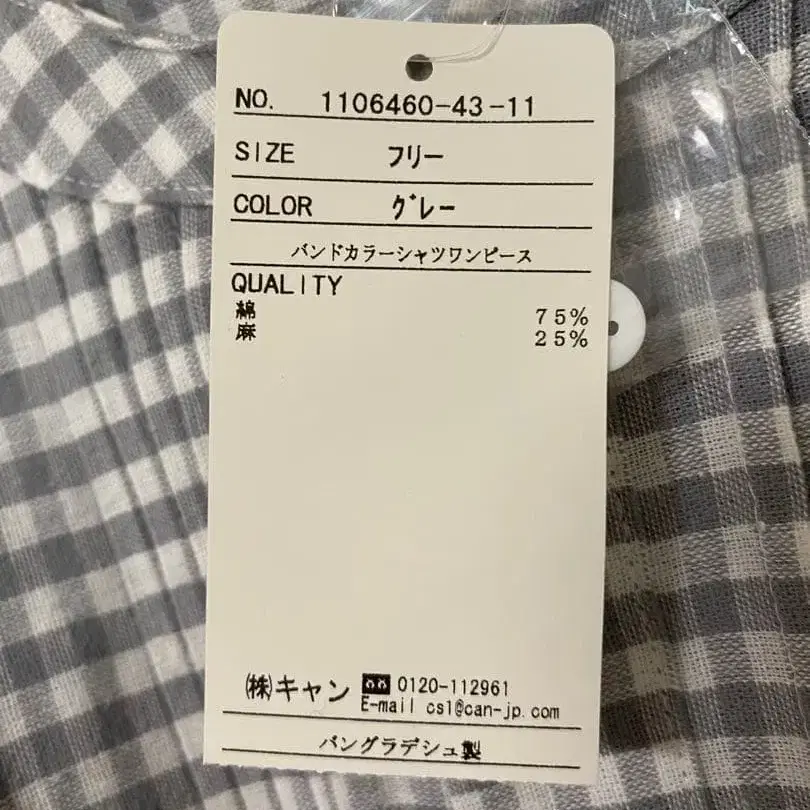 NO. 1106460-43-11
SIZE フリー
COLOR グレー
バンドカラーシャツワンピース
QUALITY
綿 75%
麻 25%
㈱キャン 0120-112961
E-mail cs1@can-jp.com
バングラデシュ製